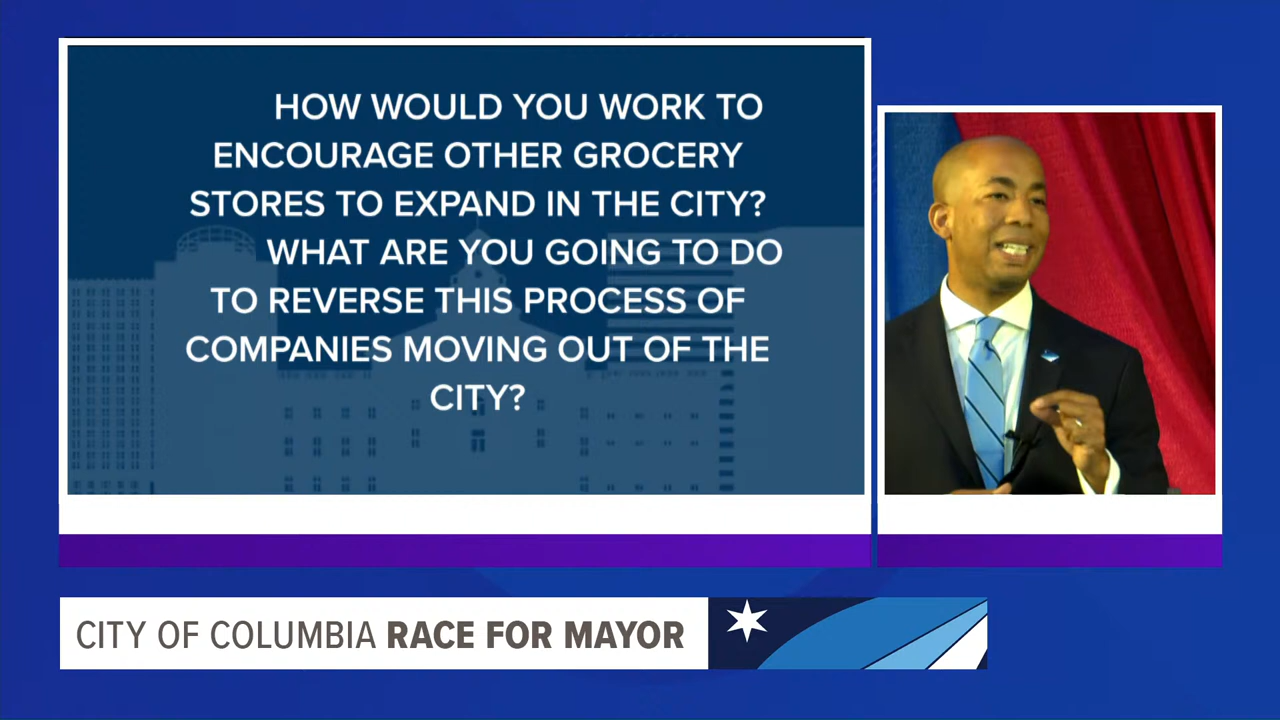 HOW WOULD YOU WORK TO
ENCOURAGE OTHER GROCERY
STORES TO EXPAND IN THE CITY?
WHAT ARE YOU GOING TO DO
TO REVERSE THIS PROCESS OF
COMPANIES MOVING OUT OF THE
CITY?
CITY OF COLUMBIA RACE FOR MAYOR